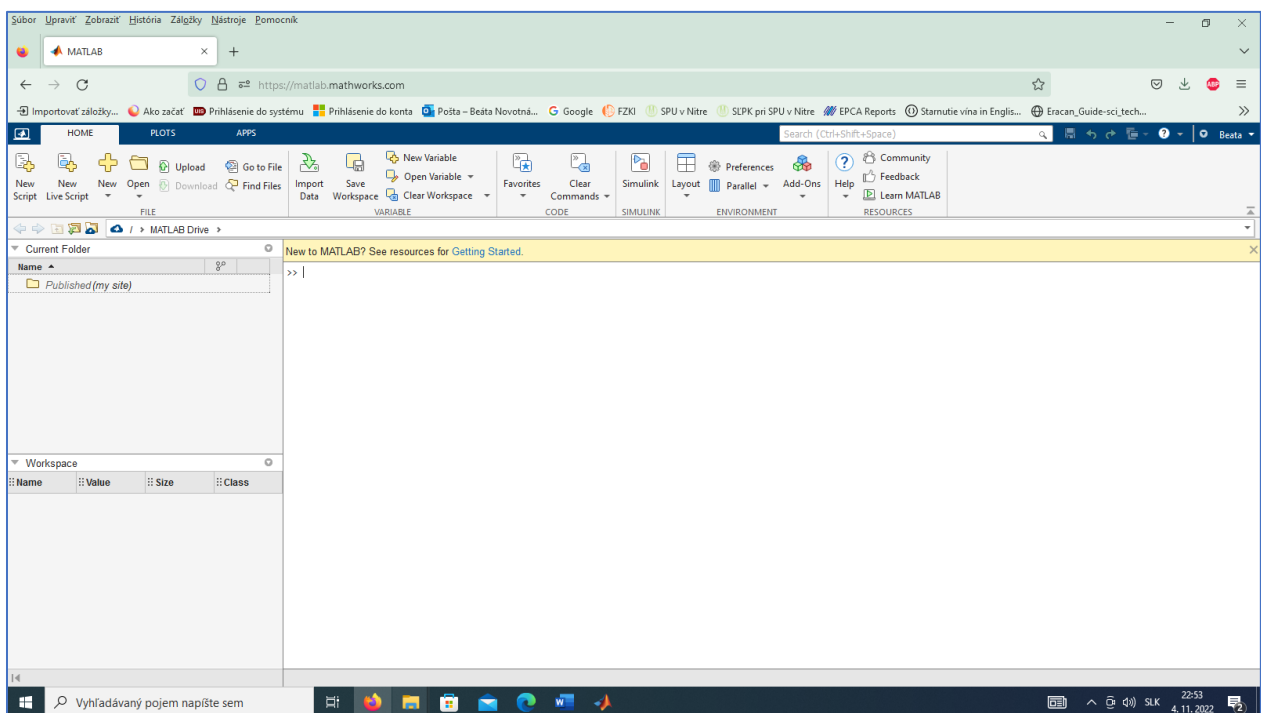 Súbor Upraviť Zobraziť História Záložky Nástroje Pomocník
MATLAB
https://matlab.mathworks.com
Importovať záložky... Ako začať Prihlásenie do systému Prihlásenie do konta Pošta – Beáta Novotná... Google FZKI SPU v Nitre SĽPK pri SPU v Nitre EPCA Reports Starnutie vína in Englis... Eracan_Guide-sci_tech...
HOME PLOTS APPS Search (Ctrl+Shift+Space) Beata
New Script
New Live Script
New
Open
Upload
Download
Go to File
Find Files
FILE
Import Data
Save Workspace
New Variable
Open Variable
Clear Workspace
VARIABLE
Favorites
Clear Commands
CODE
Simulink
SIMULINK
Layout
Preferences
Parallel
Add-Ons
ENVIRONMENT
Help
Community
Feedback
Learn MATLAB
RESOURCES
/ > MATLAB Drive >
Current Folder
Name
Published (my site)
New to MATLAB? See resources for Getting Started.
>>
Workspace
Name Value Size Class
Vyhľadávaný pojem napíšte sem
SLK
22:53
4. 11. 2022
2